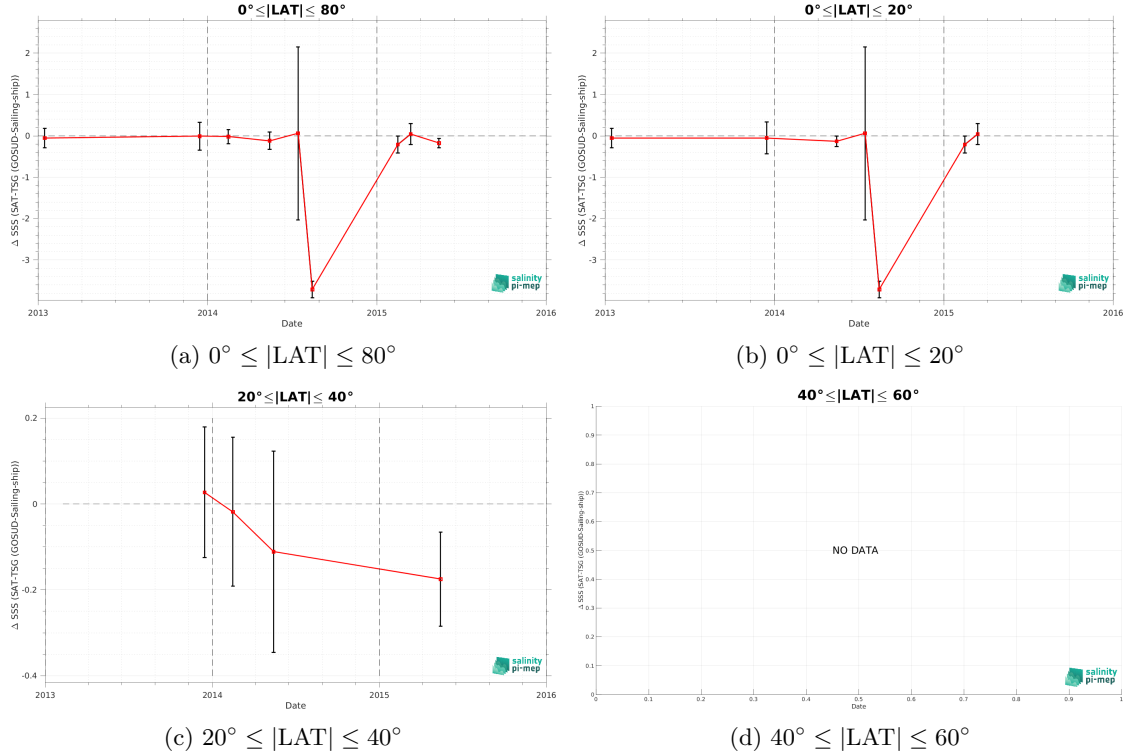 0°≤|LAT|≤ 80°
Δ SSS (SAT-TSG (GOSUD-Sailing-ship))
2
1
0
-1
-2
-3
2013
2014
2015
2016
Date
salinity
pi-mep
(a) 0° ≤ |LAT| ≤ 80°
0°≤|LAT|≤ 20°
Δ SSS (SAT-TSG (GOSUD-Sailing-ship))
2
1
0
-1
-2
-3
2013
2014
2015
2016
Date
salinity
pi-mep
(b) 0° ≤ |LAT| ≤ 20°
20°≤|LAT|≤ 40°
Δ SSS (SAT-TSG (GOSUD-Sailing-ship))
0.2
0
-0.2
-0.4
2013
2014
2015
2016
Date
salinity
pi-mep
(c) 20° ≤ |LAT| ≤ 40°
40°≤|LAT|≤ 60°
Δ SSS (SAT-TSG (GOSUD-Sailing-ship))
1
0.9
0.8
0.7
0.6
0.5
0.4
0.3
0.2
0.1
0
NO DATA
0
0.1
0.2
0.3
0.4
0.5
0.6
0.7
0.8
0.9
1
Date
salinity
pi-mep
(d) 40° ≤ |LAT| ≤ 60°